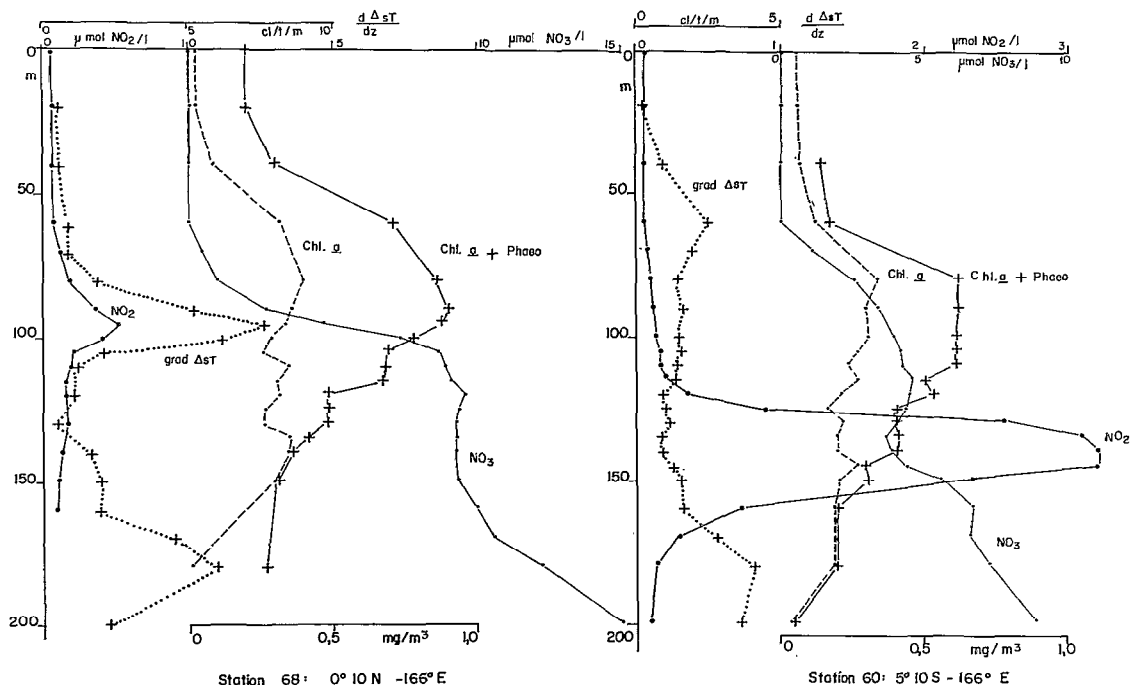 0 10 d ΔsT
cl/t/m dz
μ mol NO2/l 5
0 5 10 μmol NO3/l 15
0
m
50
100
150
200
grad ΔsT
NO2
Chl. a
Chl. a + Phaeo
NO3
0 0,5 1,0
mg/m³
Station 68: 0° 10 N -166° E
0 cl/t/m 5 d ΔsT
dz
0 1 2 μmol NO2/l 3
0 5 μmol NO3/l 10
0
m
50
100
150
200
grad ΔsT
Chl. a
Chl. a + Phaeo
NO2
NO3
0 0,5 1,0
mg/m³
Station 60: 5° 10 S - 166° E